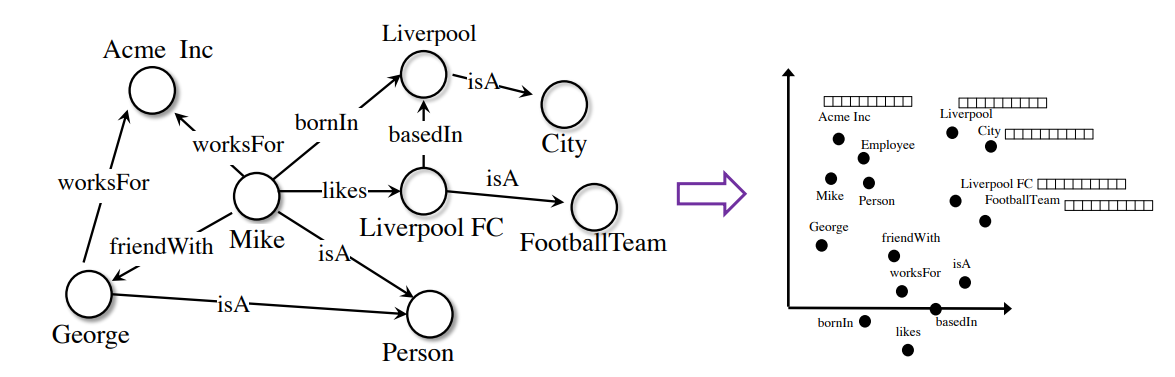 Acme Inc
Liverpool
isA
City
bornIn
basedIn
worksFor
worksFor
likes
isA
Liverpool FC
FootballTeam
friendWith
Mike
isA
George
isA
Person
Acme Inc
Liverpool
City
Employee
Mike
Person
Liverpool FC
FootballTeam
George
friendWith
worksFor
isA
bornIn
basedIn
likes